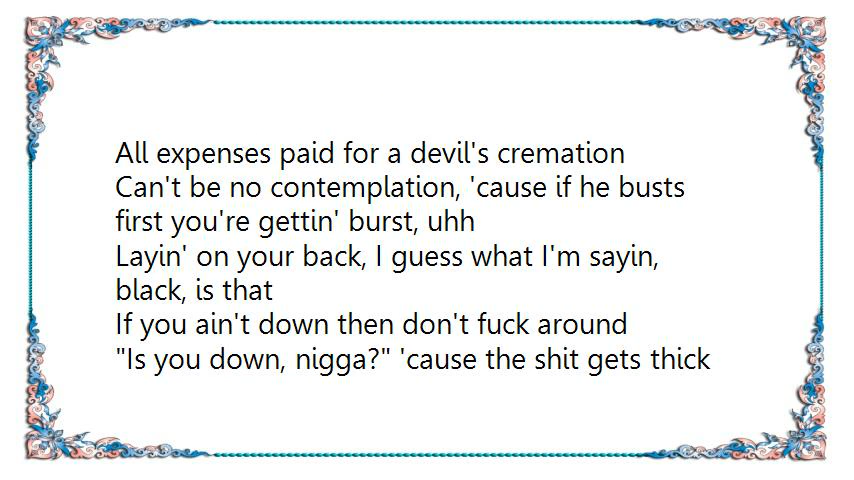 All expenses paid for a devil's cremation
Can't be no contemplation, 'cause if he busts
first you're gettin' burst, uhh
Layin' on your back, I guess what I'm sayin,
black, is that
If you ain't down then don't fuck around
"Is you down, nigga?" 'cause the shit gets thick